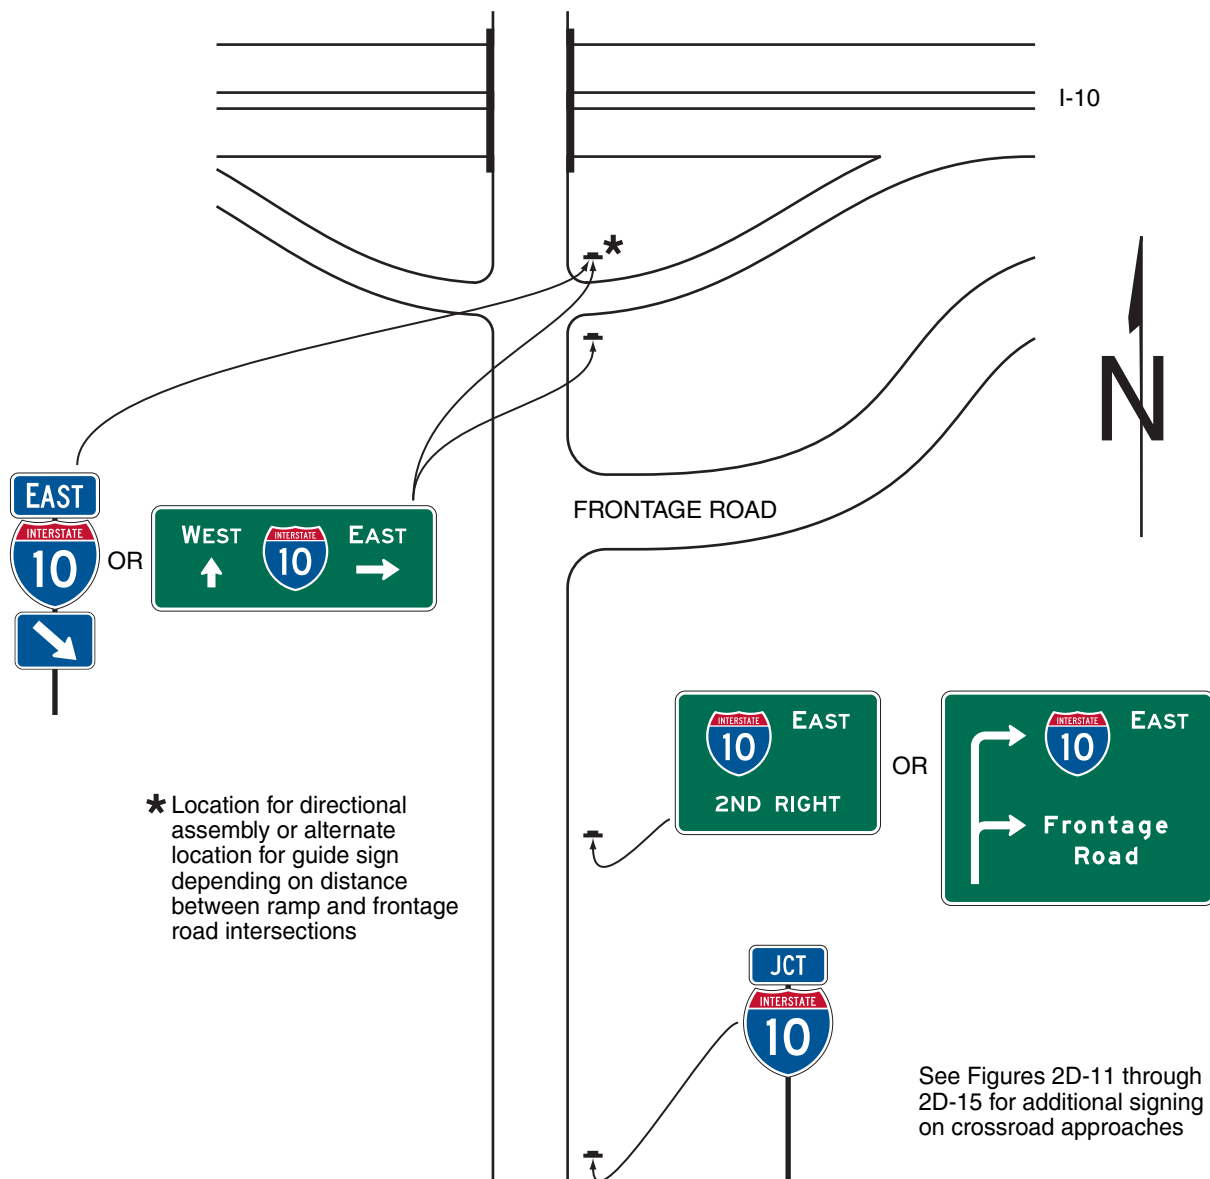 I-10
N
FRONTAGE ROAD
EAST
INTERSTATE
10
OR
WEST
INTERSTATE
10
EAST
INTERSTATE
10
EAST
2ND RIGHT
OR
INTERSTATE
10
EAST
Frontage
Road
* Location for directional
assembly or alternate
location for guide sign
depending on distance
between ramp and frontage
road intersections
JCT
INTERSTATE
10
See Figures 2D-11 through
2D-15 for additional signing
on crossroad approaches